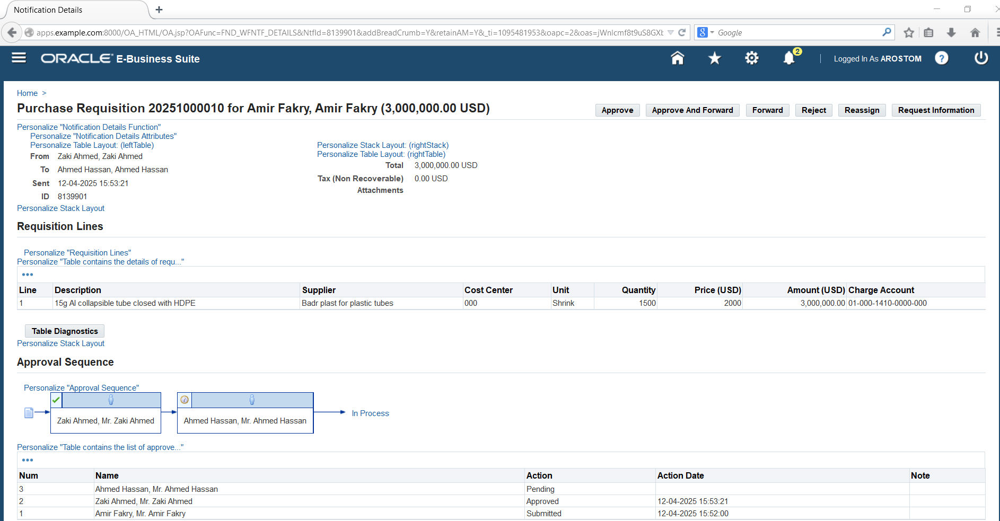 Notification Details
apps.example.com:8000/OA_HTML/OA.jsp?OAFunc=FND_WFNTF_DETAILS&NtfId=8139901&addBreadCrumb=Y&retainAM=Y&_ti=1095481953&oapc=2&oas=jWnIcmf8t9uS8GXt
8 Google
ORACLE E-Business Suite
2
Logged In As AROSTOM
?
Home >
Purchase Requisition 20251000010 for Amir Fakry, Amir Fakry (3,000,000.00 USD)
Approve Approve And Forward Forward Reject Reassign Request Information
Personalize "Notification Details Function"
Personalize "Notification Details Attributes"
Personalize Table Layout: (leftTable)
From Zaki Ahmed, Zaki Ahmed
To Ahmed Hassan, Ahmed Hassan
Sent 12-04-2025 15:53:21
ID 8139901
Personalize Stack Layout: (rightStack)
Personalize Table Layout: (rightTable)
Total 3,000,000.00 USD
Tax (Non Recoverable) 0.00 USD
Attachments
Personalize Stack Layout
Requisition Lines
Personalize "Requisition Lines"
Personalize "Table contains the details of requ..."
Line Description Supplier Cost Center Unit Quantity Price (USD) Amount (USD) Charge Account
1 15g Al collapsible tube closed with HDPE Badr plast for plastic tubes 000 Shrink 1500 2000 3,000,000.00 01-000-1410-0000-000
Table Diagnostics
Personalize Stack Layout
Approval Sequence
Personalize "Approval Sequence"
Zaki Ahmed, Mr. Zaki Ahmed
Ahmed Hassan, Mr. Ahmed Hassan
In Process
Personalize "Table contains the list of approve..."
Num Name Action Action Date Note
3 Ahmed Hassan, Mr. Ahmed Hassan Pending
2 Zaki Ahmed, Mr. Zaki Ahmed Approved 12-04-2025 15:53:21
1 Amir Fakry, Mr. Amir Fakry Submitted 12-04-2025 15:52:00